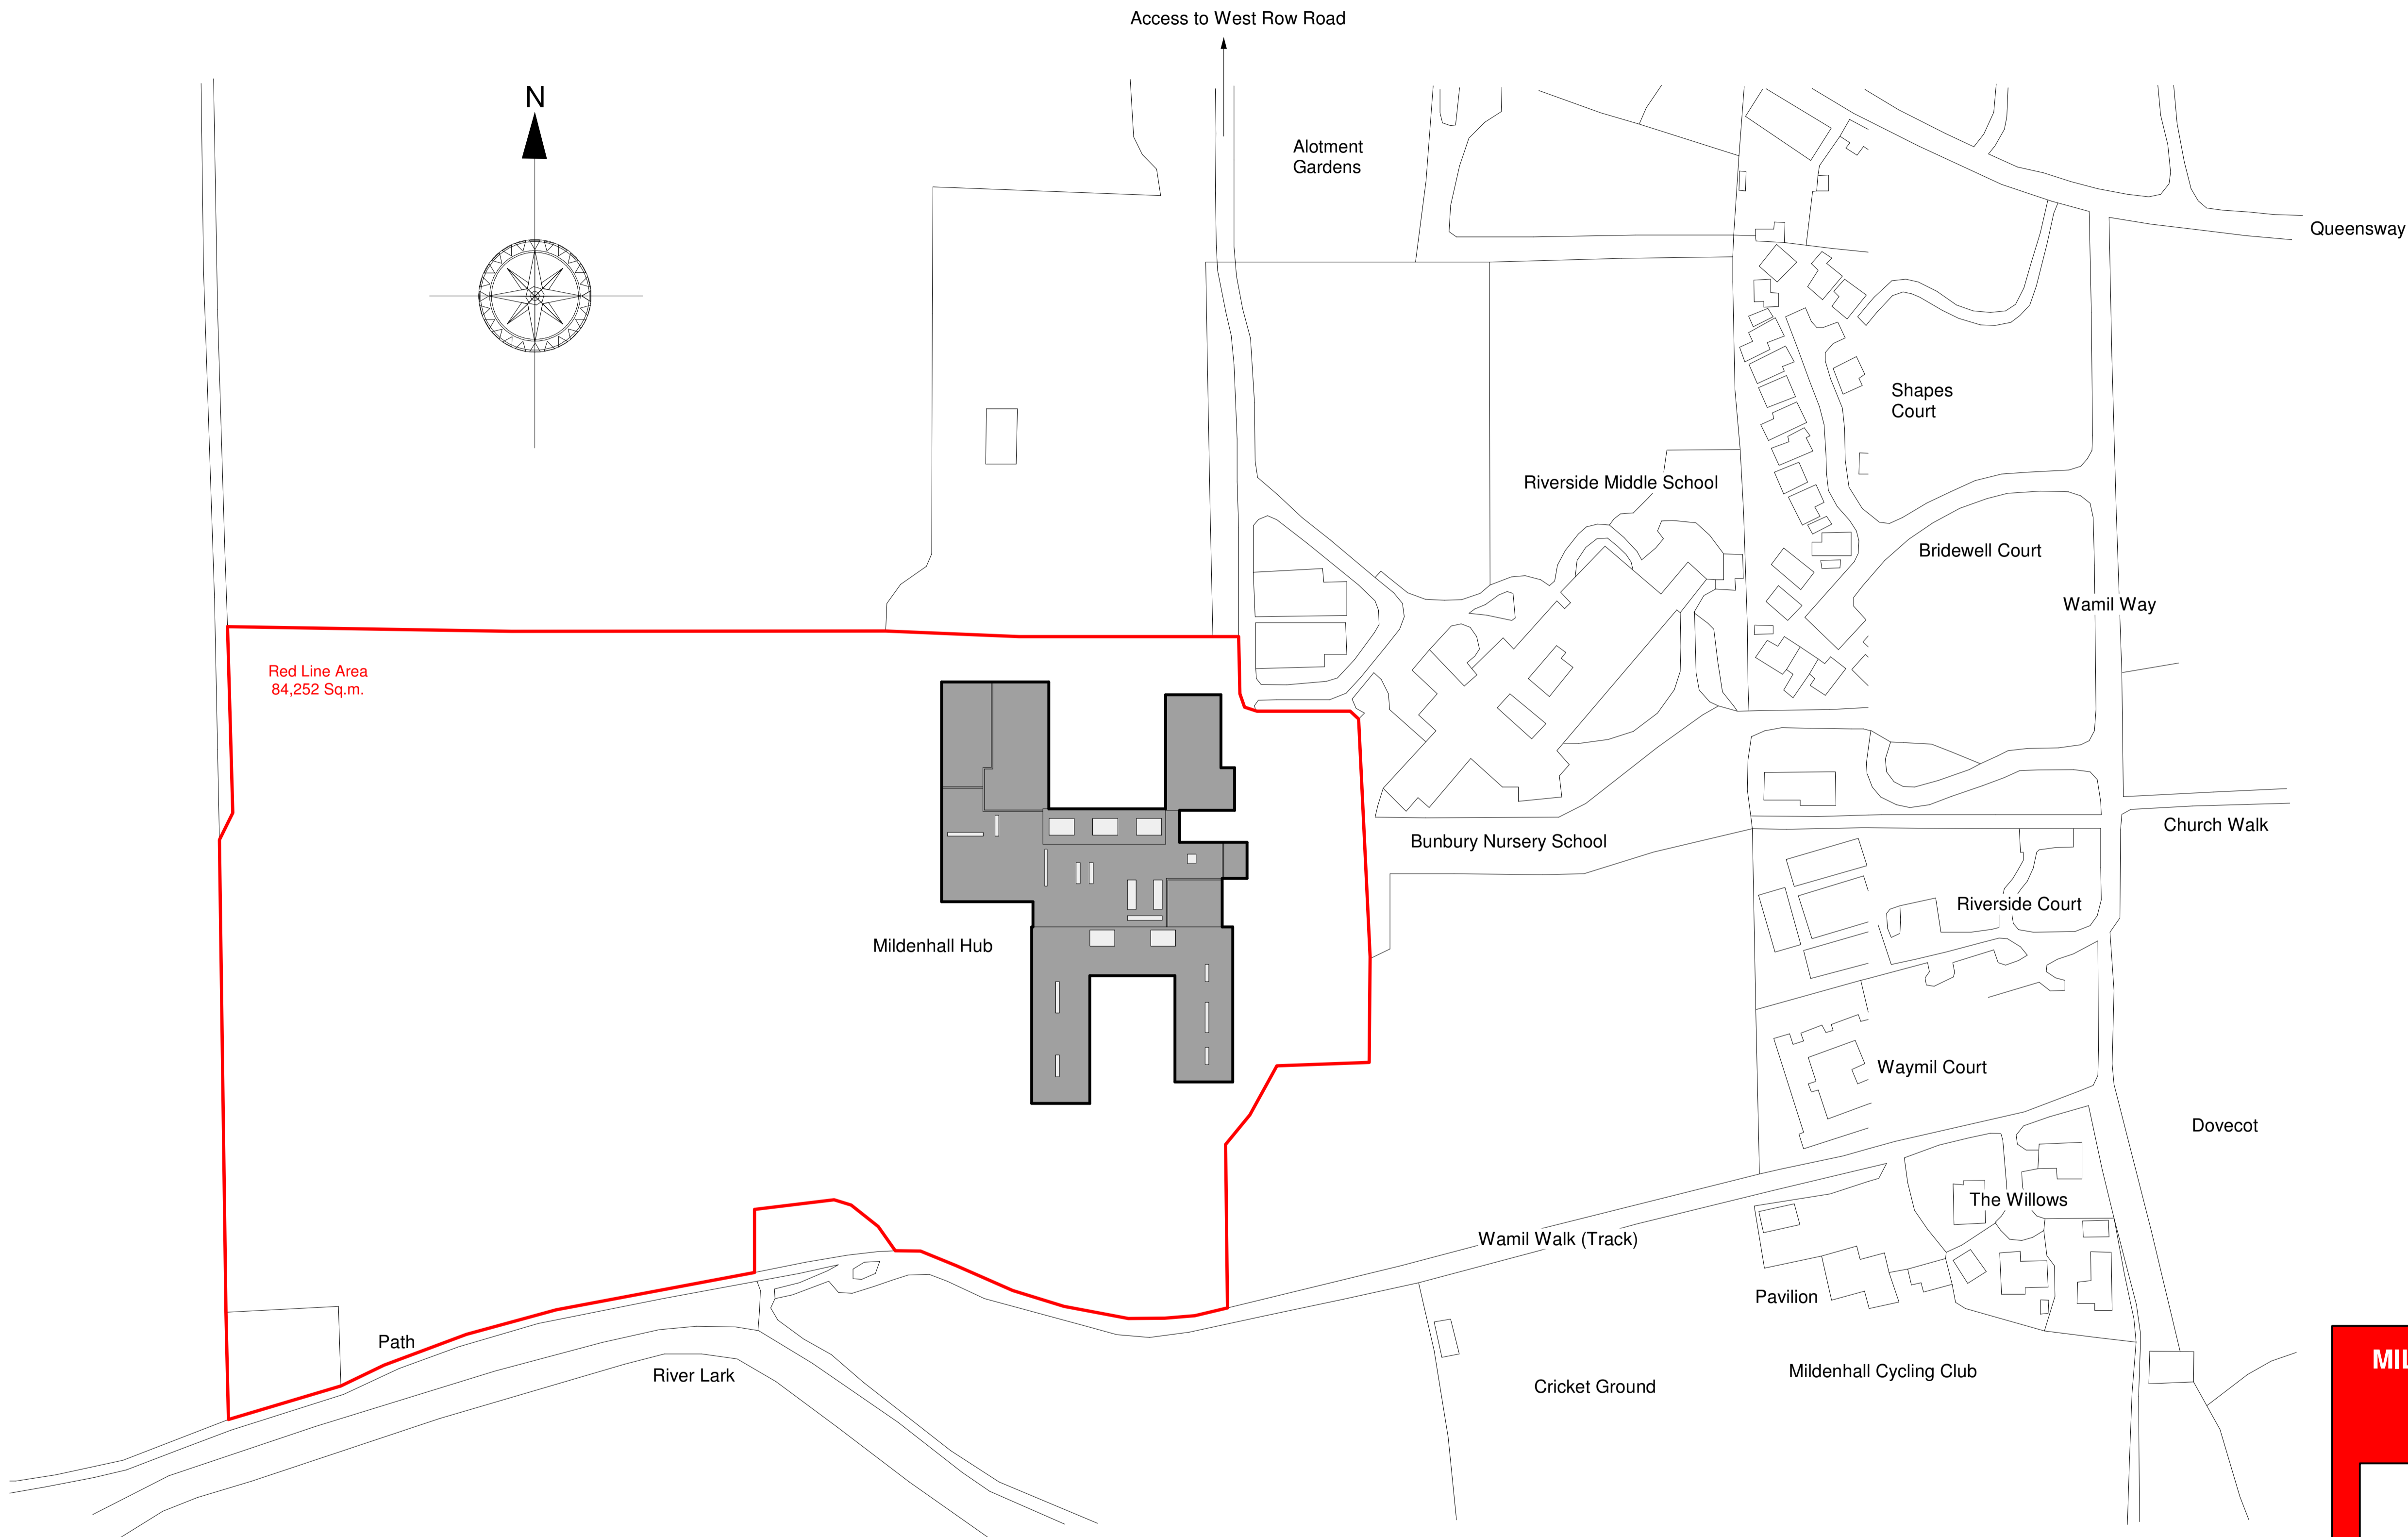 Access to West Row Road
N
Alotment
Gardens
Queensway
Shapes
Court
Riverside Middle School
Bridewell Court
Wamil Way
Red Line Area
84,252 Sq.m.
Church Walk
Bunbury Nursery School
Riverside Court
Mildenhall Hub
Waymil Court
Dovecot
The Willows
Wamil Walk (Track)
Pavilion
Path
River Lark
Mildenhall Cycling Club
Cricket Ground
MIL